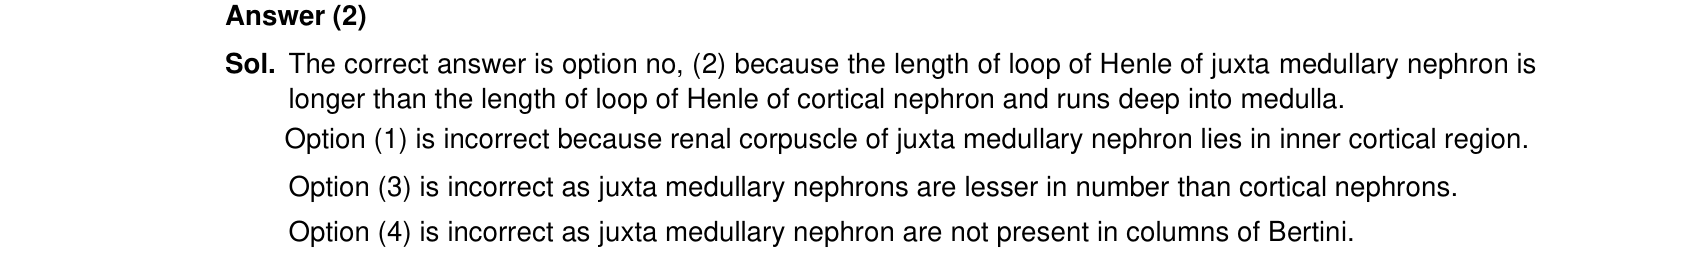 Answer (2)
Sol. The correct answer is option no, (2) because the length of loop of Henle of juxta medullary nephron is
longer than the length of loop of Henle of cortical nephron and runs deep into medulla.
Option (1) is incorrect because renal corpuscle of juxta medullary nephron lies in inner cortical region.
Option (3) is incorrect as juxta medullary nephrons are lesser in number than cortical nephrons.
Option (4) is incorrect as juxta medullary nephron are not present in columns of Bertini.